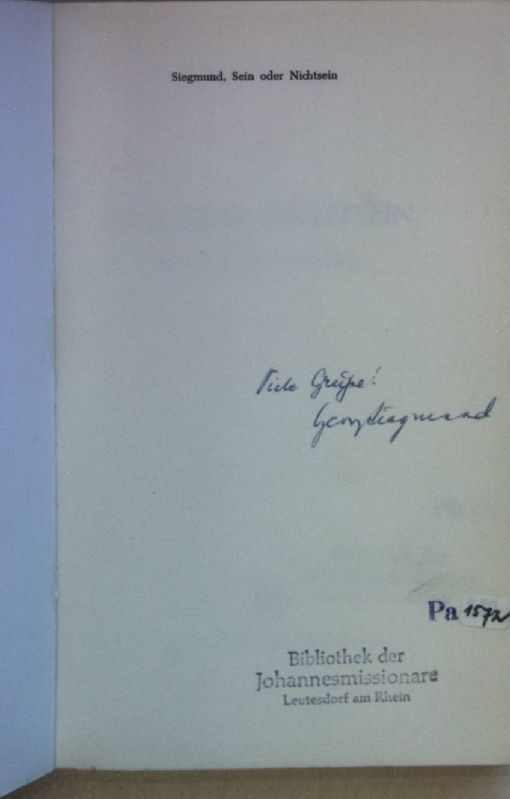 Siegmund, Sein oder Nichtsein
Viele Grüße!
Georg Siegmund
Pa 1572
Bibliothek der
Johannesmissionare
Leutesdorf am Rhein